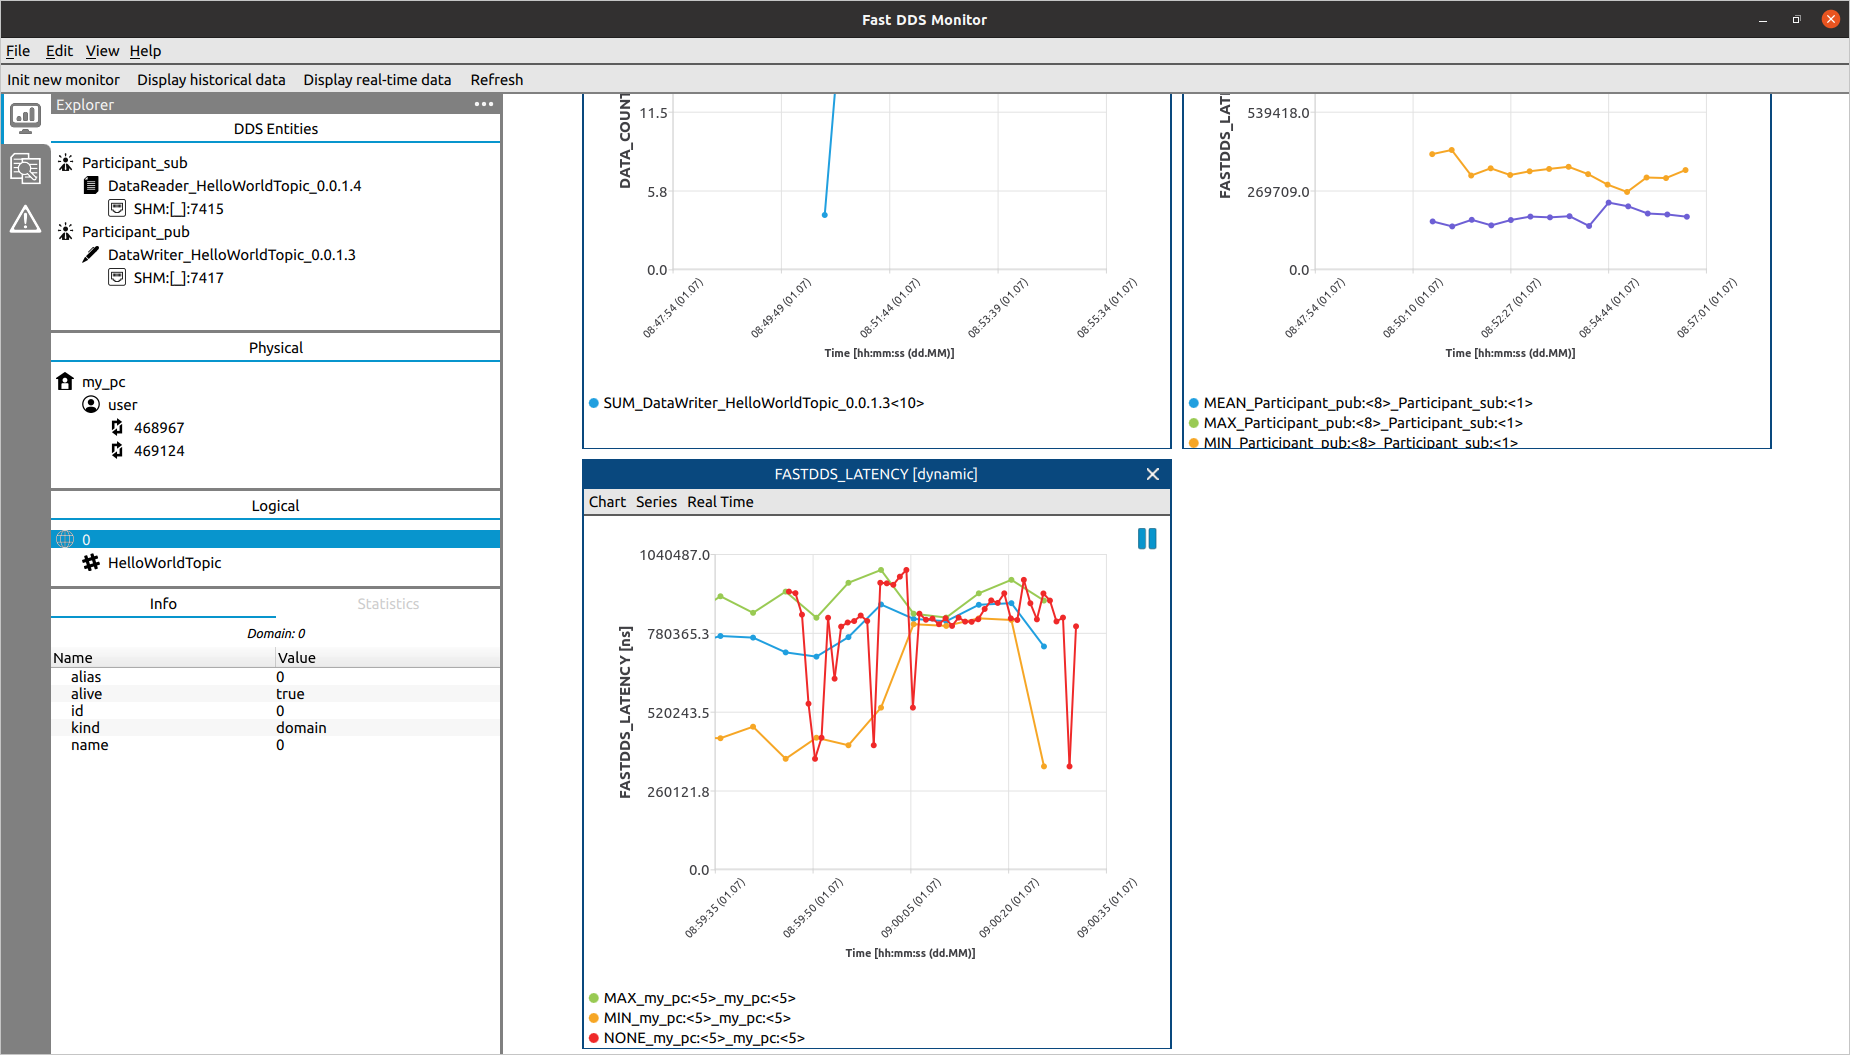 Fast DDS Monitor
File Edit View Help
Init new monitor Display historical data Display real-time data Refresh
Explorer
DDS Entities
Participant_sub
DataReader_HelloWorldTopic_0.0.1.4
SHM:[_]:7415
Participant_pub
DataWriter_HelloWorldTopic_0.0.1.3
SHM:[_]:7417
Physical
my_pc
user
468967
469124
Logical
0
HelloWorldTopic
Info Statistics
Domain: 0
Name Value
alias 0
alive true
id 0
kind domain
name 0
DATA_COUNT
11.5
5.8
0.0
08:47:54 (01.07) 08:49:49 (01.07) 08:51:44 (01.07) 08:53:39 (01.07) 08:55:34 (01.07)
Time [hh:mm:ss (dd.MM)]
SUM_DataWriter_HelloWorldTopic_0.0.1.3<10>
FASTDDS_LATE
539418.0
269709.0
0.0
08:47:54 (01.07) 08:50:10 (01.07) 08:52:27 (01.07) 08:54:44 (01.07) 08:57:01 (01.07)
Time [hh:mm:ss (dd.MM)]
MEAN_Participant_pub:<8>_Participant_sub:<1>
MAX_Participant_pub:<8>_Participant_sub:<1>
MIN_Participant_pub:<8>_Participant_sub:<1>
FASTDDS_LATENCY [dynamic]
Chart Series Real Time
FASTDDS_LATENCY [ns]
1040487.0
780365.3
520243.5
260121.8
0.0
08:59:35 (01.07) 08:59:50 (01.07) 09:00:05 (01.07) 09:00:20 (01.07) 09:00:35 (01.07)
Time [hh:mm:ss (dd.MM)]
MAX_my_pc:<5>_my_pc:<5>
MIN_my_pc:<5>_my_pc:<5>
NONE_my_pc:<5>_my_pc:<5>